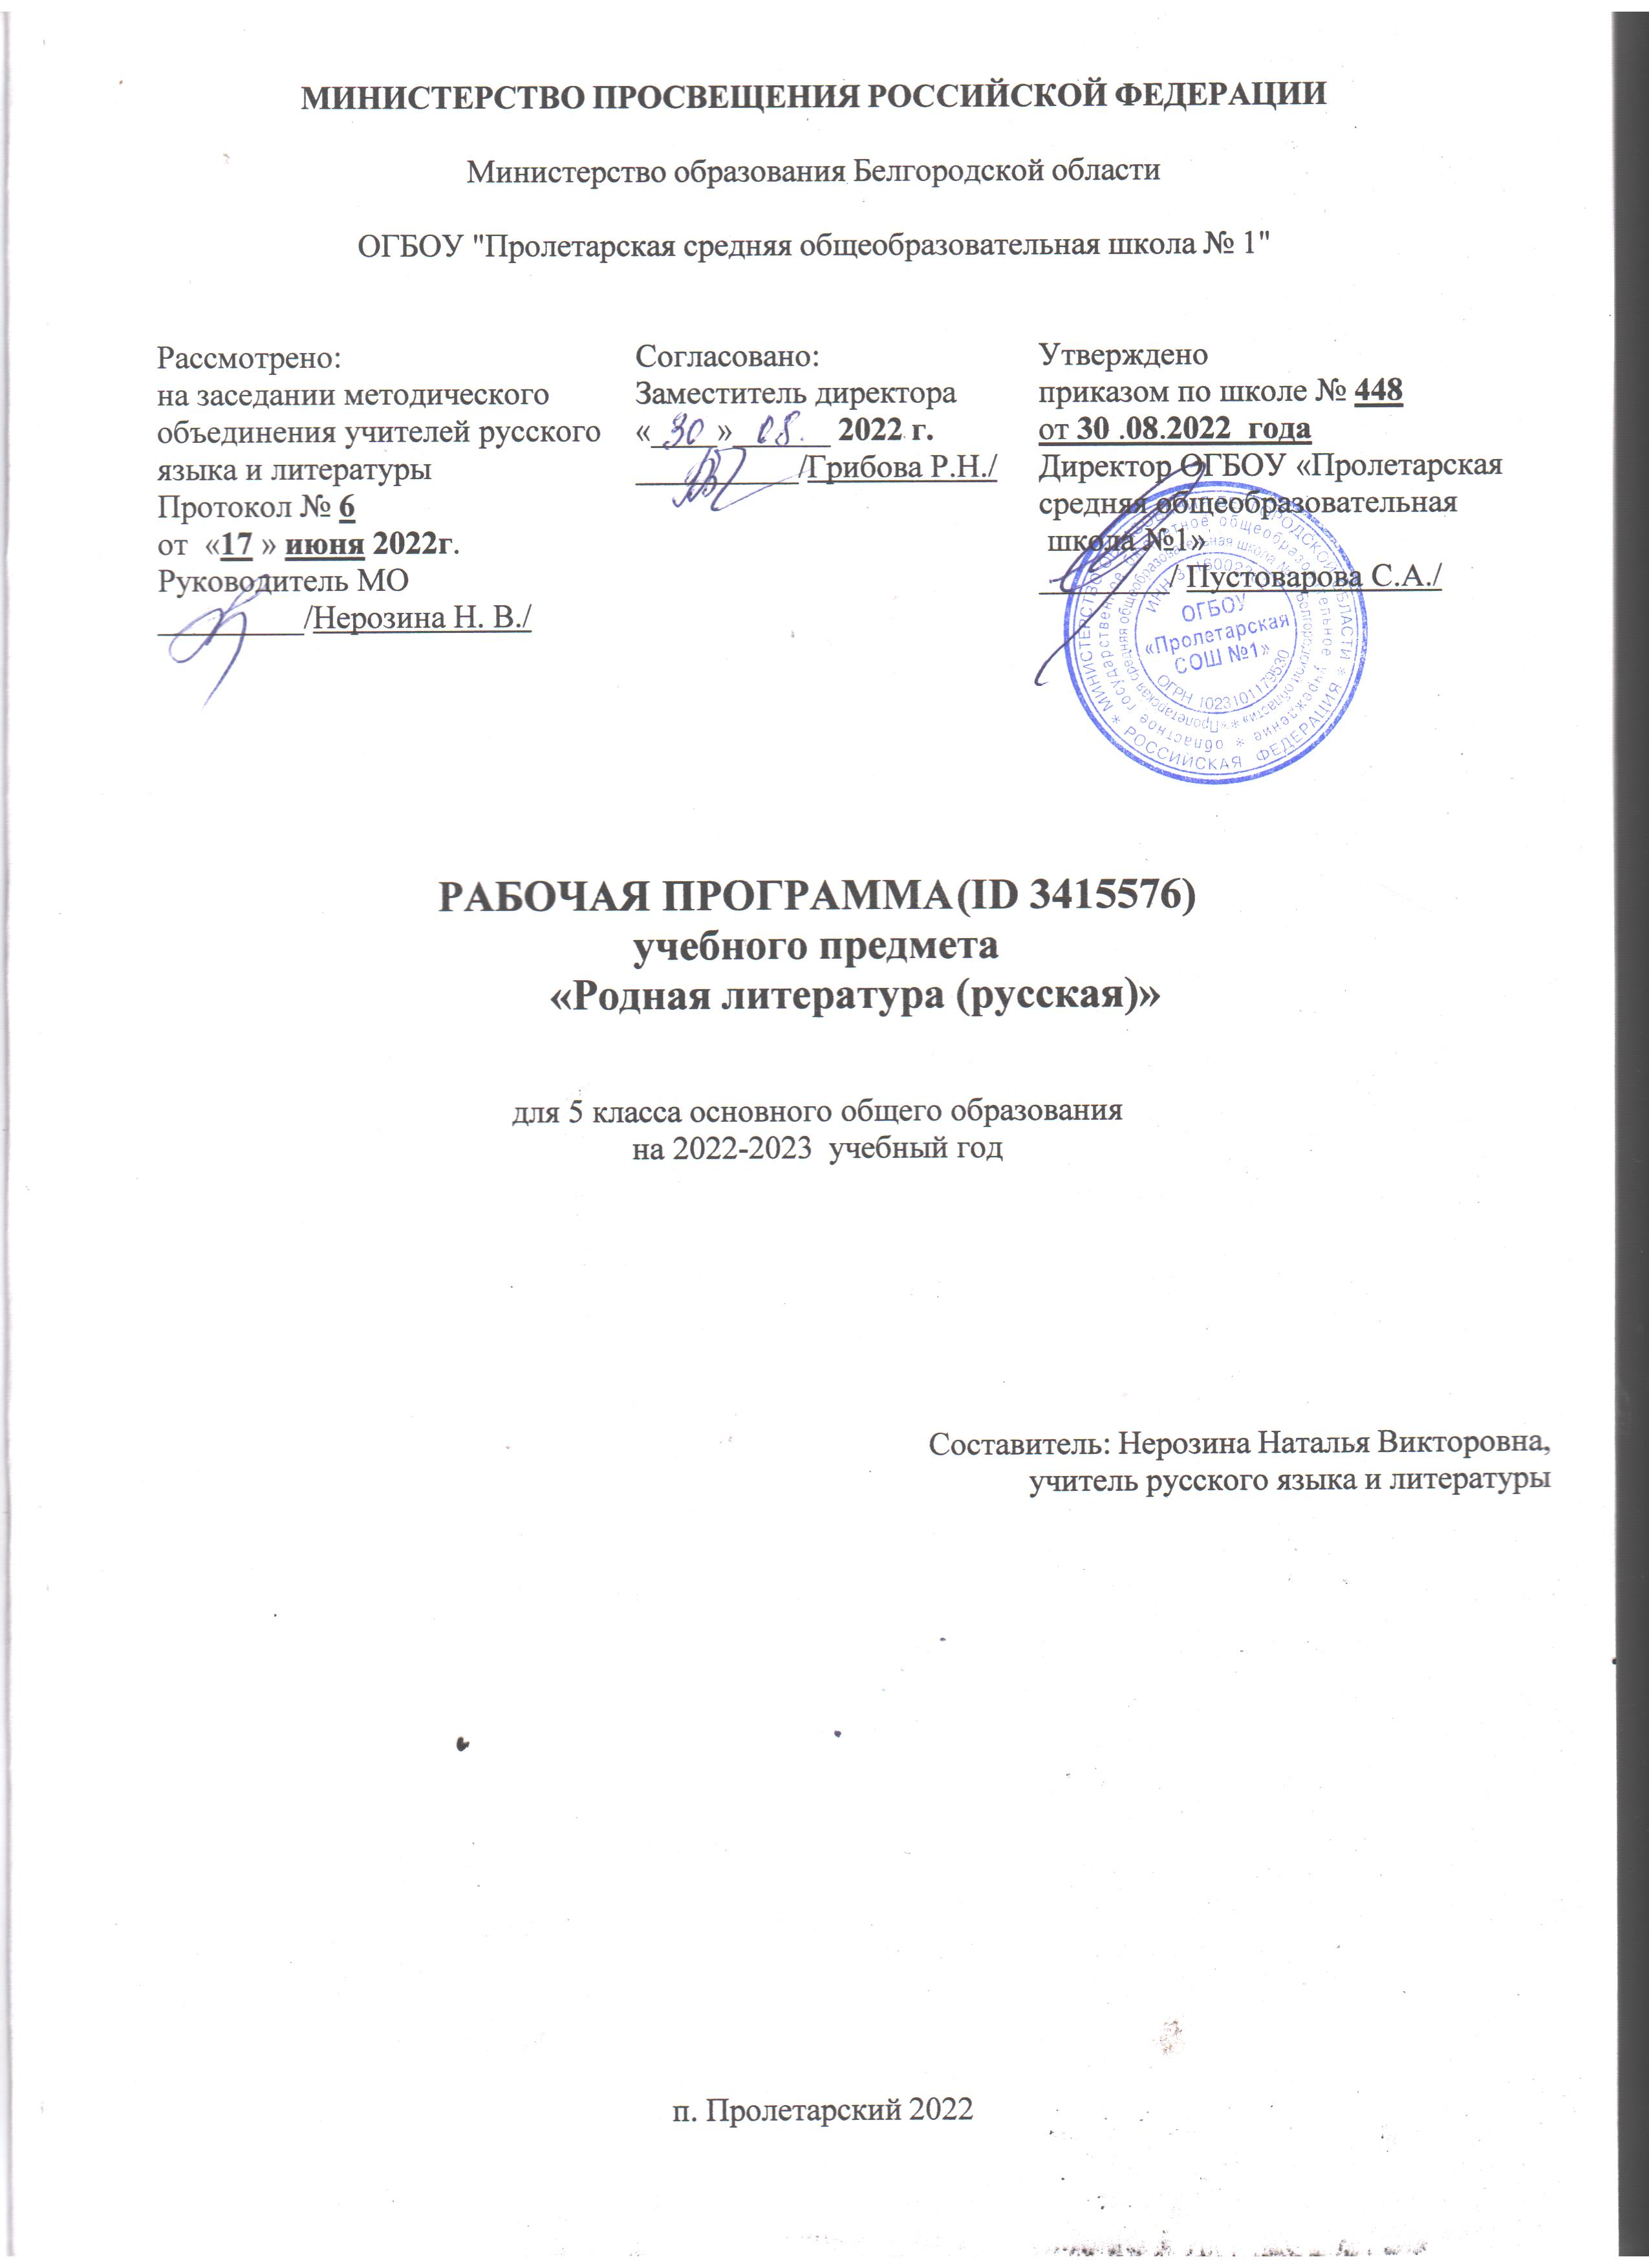 МИНИСТЕРСТВО ПРОСВЕЩЕНИЯ РОССИЙСКОЙ ФЕДЕРАЦИИ
Министерство образования Белгородской области
ОГБОУ "Пролетарская средняя общеобразовательная школа № 1"
Рассмотрено:
на заседании методического
объединения учителей русского
языка и литературы
Протокол № 6
от «17 » июня 2022г.
Руководитель МО
_________/Нерозина Н. В./
Согласовано:
Заместитель директора
«30» 08. 2022 г.
__________/Грибова Р.Н./
Утверждено
приказом по школе № 448
от 30 .08.2022 года
Директор ОГБОУ «Пролетарская
средняя общеобразовательная
школа №1»
________/ Пустоварова С.А./
ОГБОУ
«Пролетарская
СОШ №1»
ОГРН 1023101179530
РОССИЙСКАЯ ФЕДЕРАЦИЯ
РАБОЧАЯ ПРОГРАММА(ID 3415576)
учебного предмета
«Родная литература (русская)»
для 5 класса основного общего образования
на 2022-2023 учебный год
Составитель: Нерозина Наталья Викторовна,
учитель русского языка и литературы
п. Пролетарский 2022